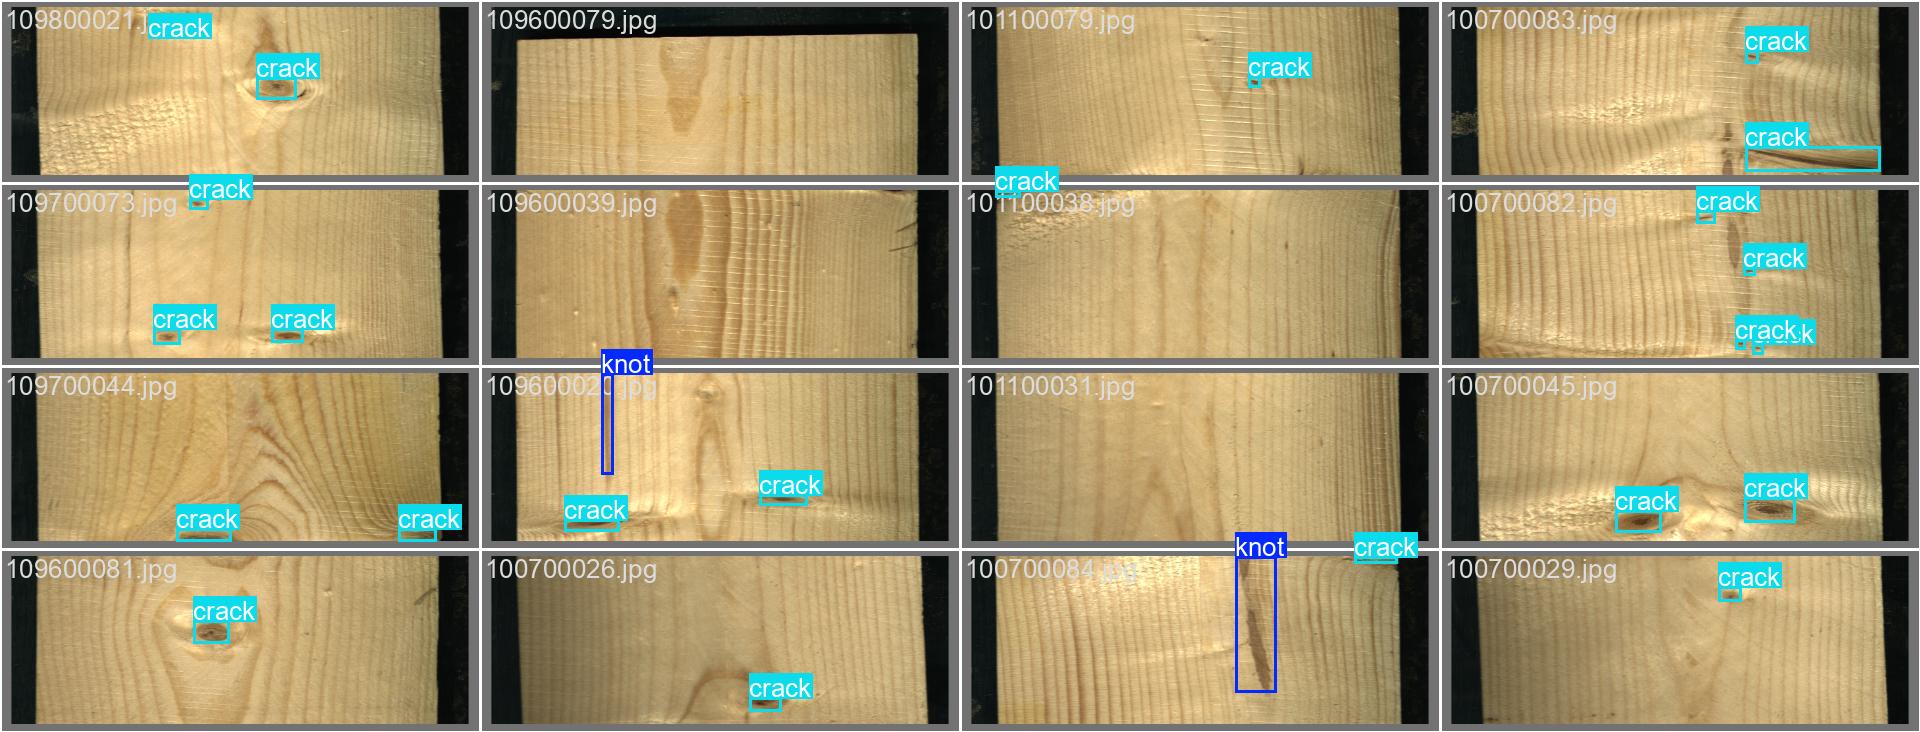 109800021.jpg
crack
crack
109600079.jpg
101100079.jpg
crack
100700083.jpg
crack
crack
109700073.jpg
crack
crack
crack
109600039.jpg
101100038.jpg
crack
100700082.jpg
crack
crack
crack
109700044.jpg
crack
crack
knot
crack
crack
101100031.jpg
100700045.jpg
crack
crack
109600081.jpg
crack
100700026.jpg
crack
100700084.jpg
knot
crack
100700029.jpg
crack